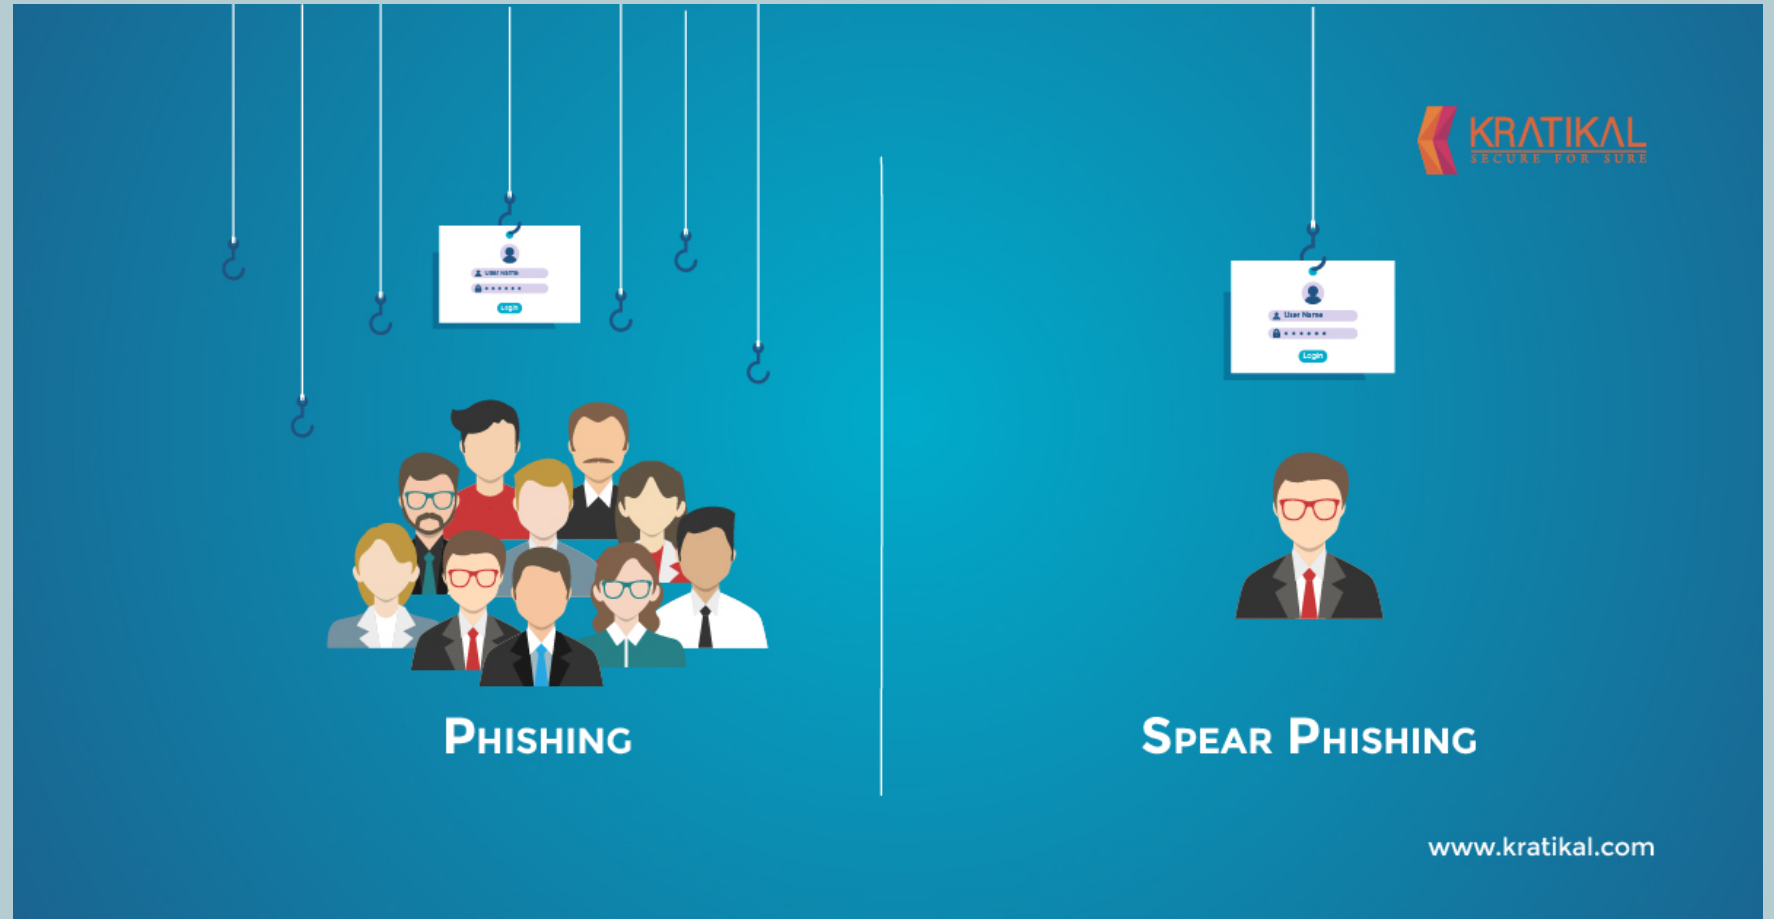 KRATIKAL
SECURE FOR SURE
User Name
******
Login
User Name
******
Login
PHISHING
SPEAR PHISHING
www.kratikal.com